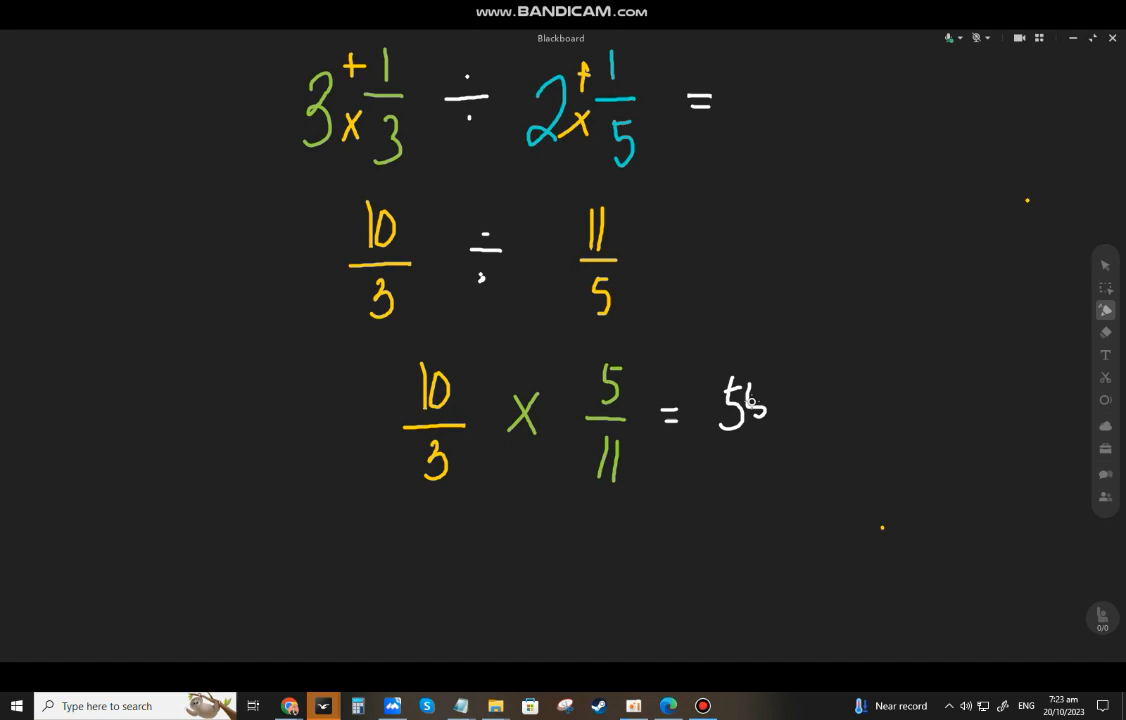 WWW.BANDICAM.COM
Blackboard
3 + x 1/3 ÷ 2 + x 1/5 =
10/3 ÷ 11/5
10/3 x 5/11 = 5
0/0
Type here to search
Near record
ENG
7:23 am
20/10/2023